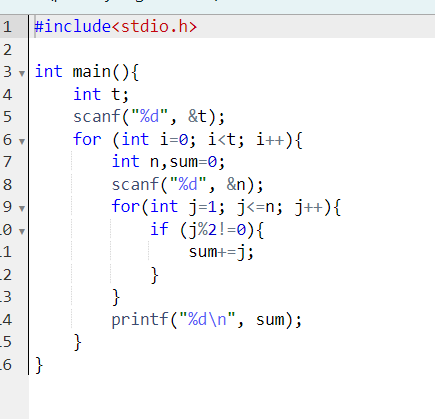 1 #include<stdio.h>
2
3 int main(){
4 int t;
5 scanf("%d", &t);
6 for (int i=0; i<t; i++){
7 int n,sum=0;
8 scanf("%d", &n);
9 for(int j=1; j<=n; j++){
0 if (j%2!=0){
1 sum+=j;
2 }
3 }
4 printf("%d\n", sum);
5 }
6 }